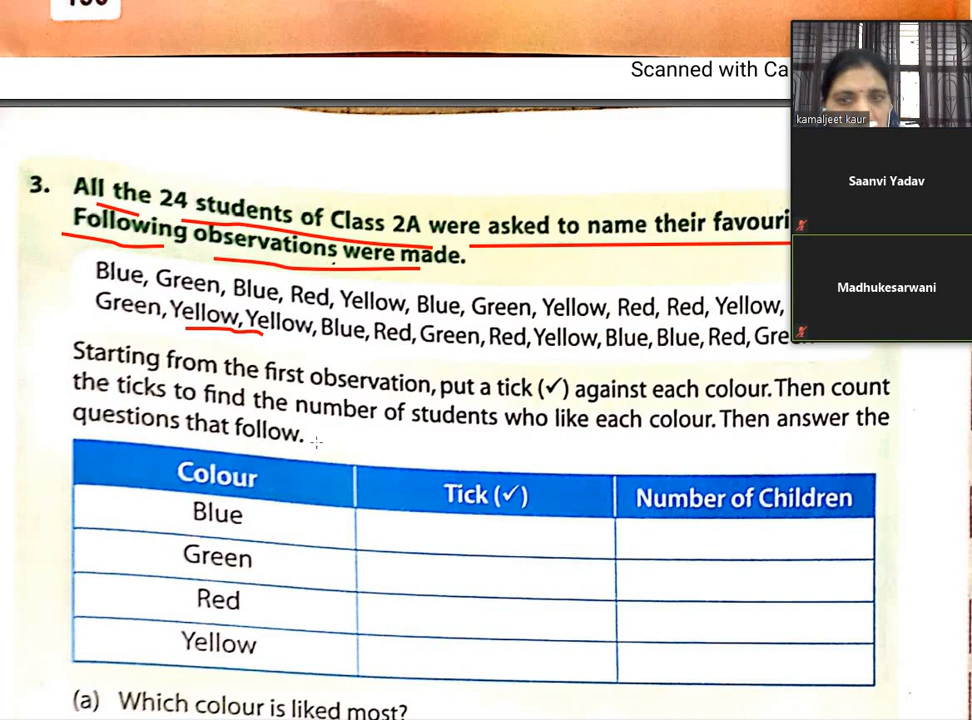 Scanned with Ca
kamaljeet kaur
Saanvi Yadav
Madhukesarwani
3. All the 24 students of Class 2A were asked to name their favouri
Following observations were made.
Blue, Green, Blue, Red, Yellow, Blue, Green, Yellow, Red, Red, Yellow,
Green, Yellow, Yellow, Blue, Red, Green, Red, Yellow, Blue, Blue, Red, Gre
Starting from the first observation, put a tick (✓) against each colour. Then count
the ticks to find the number of students who like each colour. Then answer the
questions that follow.
Colour Tick (✓) Number of Children
Blue
Green
Red
Yellow
(a) Which colour is liked most?